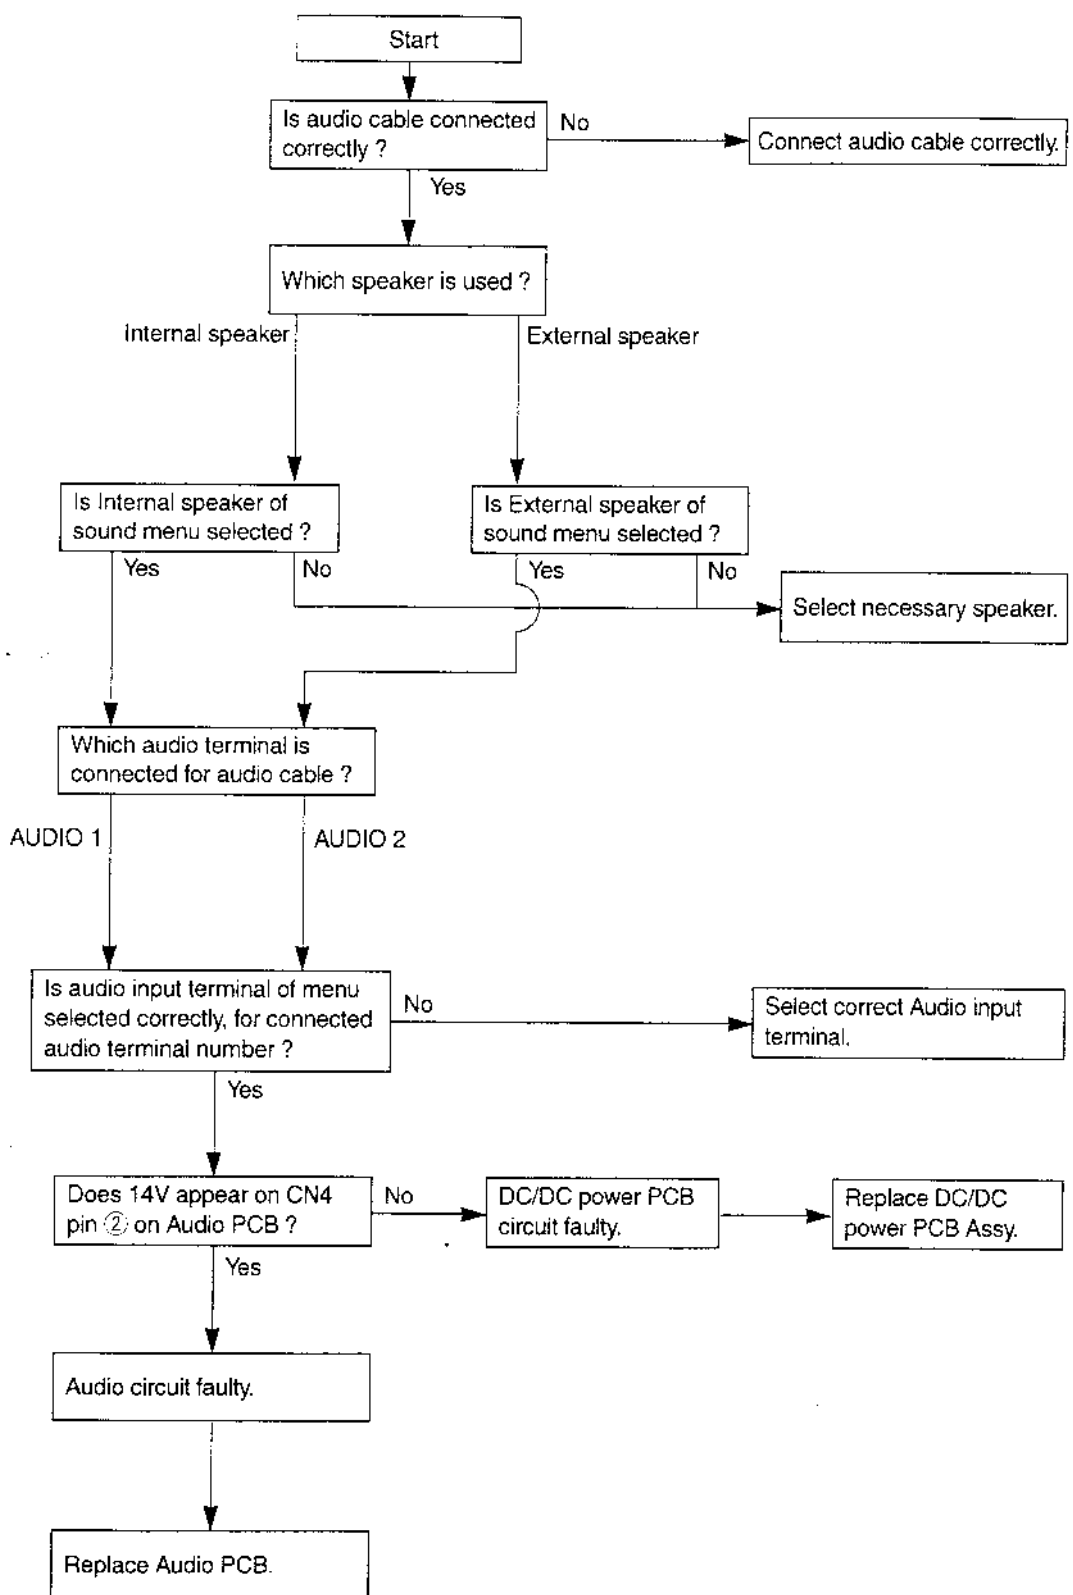 Start
Is audio cable connected
correctly ?
No
Connect audio cable correctly.
Yes
Which speaker is used ?
Internal speaker
External speaker
Is Internal speaker of
sound menu selected ?
Is External speaker of
sound menu selected ?
Yes
No
Yes
No
Select necessary speaker.
Which audio terminal is
connected for audio cable ?
AUDIO 1
AUDIO 2
Is audio input terminal of menu
selected correctly, for connected
audio terminal number ?
No
Select correct Audio input
terminal.
Yes
Does 14V appear on CN4
pin ② on Audio PCB ?
No
DC/DC power PCB
circuit faulty.
Replace DC/DC
power PCB Assy.
Yes
Audio circuit faulty.
Replace Audio PCB.